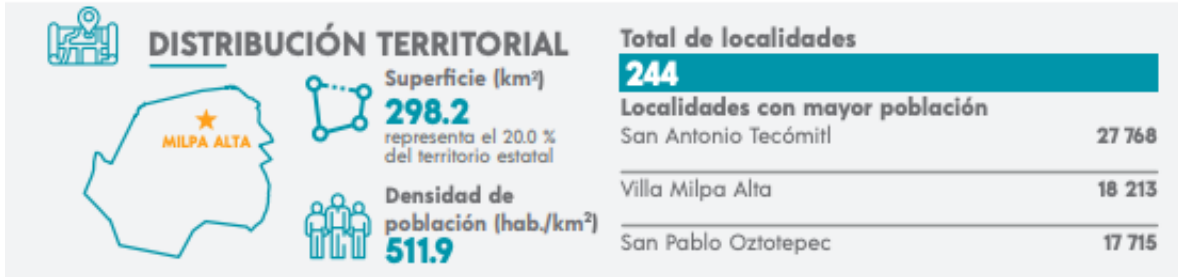 DISTRIBUCIÓN TERRITORIAL
MILPA ALTA
Superficie (km²)
298.2
representa el 20.0 %
del territorio estatal
Densidad de
población (hab./km²)
511.9
Total de localidades
244
Localidades con mayor población
San Antonio Tecómitl 27 768
Villa Milpa Alta 18 213
San Pablo Oztotepec 17 715